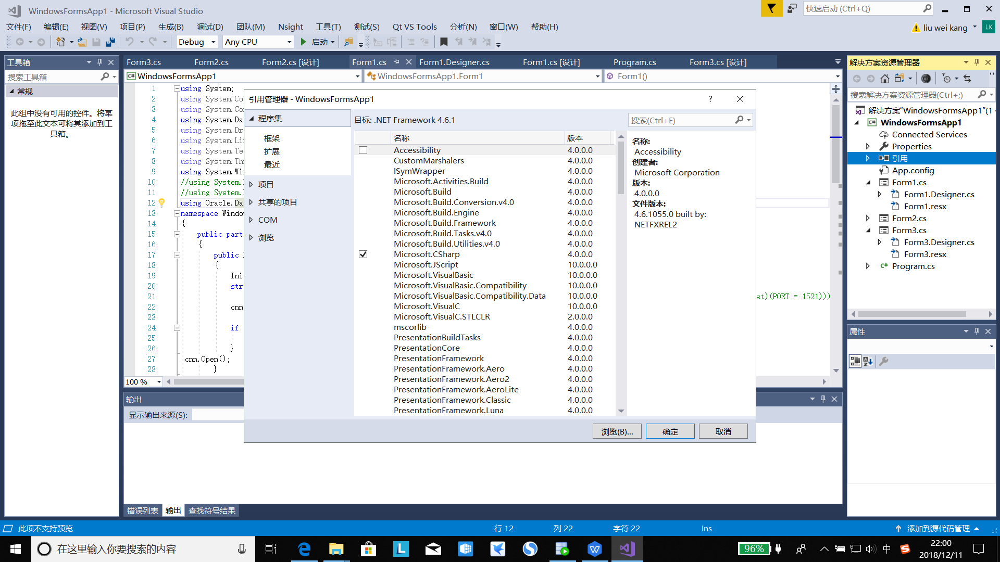 WindowsFormsApp1 - Microsoft Visual Studio
快速启动 (Ctrl+Q)
文件(F) 编辑(E) 视图(V) 项目(P) 生成(B) 调试(D) 团队(M) Nsight 工具(T) 测试(S) Qt VS Tools 分析(N) 窗口(W) 帮助(H)
liu wei kang LK
Debug Any CPU 启动
工具箱
搜索工具箱
常规
此组中没有可用的控件。将某
项拖至此文本可将其添加到工
具箱。
Form3.cs Form2.cs Form2.cs [设计] Form1.cs Form1.Designer.cs Form1.cs [设计] Program.cs Form3.cs [设计]
WindowsFormsApp1 WindowsFormsApp1.Form1 Form1()
1 using System;
2 using System.Co
3 using System.Co
4 using System.Da
5 using System.Dr
6 using System.Li
7 using System.Te
8 using System.Th
9 using System.Wi
10 //using System.
11 //using System.
12 using Oracle.Da
13 namespace Windo
14 {
15 public part
16 {
17 public
18 {
19 Ini
20 str
21 st)(PORT = 1521)))
22 cnn
23
24 if
25
26 }
27 cnn.Open();
28 }
100 %
引用管理器 - WindowsFormsApp1
?
程序集
框架
扩展
最近
项目
共享的项目
COM
浏览
目标: .NET Framework 4.6.1
搜索(Ctrl+E)
名称 版本
Accessibility 4.0.0.0
CustomMarshalers 4.0.0.0
ISymWrapper 4.0.0.0
Microsoft.Activities.Build 4.0.0.0
Microsoft.Build 4.0.0.0
Microsoft.Build.Conversion.v4.0 4.0.0.0
Microsoft.Build.Engine 4.0.0.0
Microsoft.Build.Framework 4.0.0.0
Microsoft.Build.Tasks.v4.0 4.0.0.0
Microsoft.Build.Utilities.v4.0 4.0.0.0
Microsoft.CSharp 4.0.0.0
Microsoft.JScript 10.0.0.0
Microsoft.VisualBasic 10.0.0.0
Microsoft.VisualBasic.Compatibility 10.0.0.0
Microsoft.VisualBasic.Compatibility.Data 10.0.0.0
Microsoft.VisualC 10.0.0.0
Microsoft.VisualC.STLCLR 2.0.0.0
mscorlib 4.0.0.0
PresentationBuildTasks 4.0.0.0
PresentationCore 4.0.0.0
PresentationFramework 4.0.0.0
PresentationFramework.Aero 4.0.0.0
PresentationFramework.Aero2 4.0.0.0
PresentationFramework.AeroLite 4.0.0.0
PresentationFramework.Classic 4.0.0.0
PresentationFramework.Luna 4.0.0.0
名称:
Accessibility
创建者:
Microsoft Corporation
版本:
4.0.0.0
文件版本:
4.6.1055.0 built by:
NETFXREL2
浏览(B)... 确定 取消
输出
显示输出来源(S):
错误列表 输出 查找符号结果
解决方案资源管理器
搜索解决方案资源管理器(Ctrl+;)
解决方案"WindowsFormsApp1"(1
WindowsFormsApp1
Connected Services
Properties
引用
App.config
Form1.cs
Form1.Designer.cs
Form1.resx
Form2.cs
Form3.cs
Form3.Designer.cs
Form3.resx
Program.cs
属性
此项不支持预览 行 12 列 22 字符 22 Ins 添加到源代码管理
在这里输入你要搜索的内容
96%
中
22:00
2018/12/11